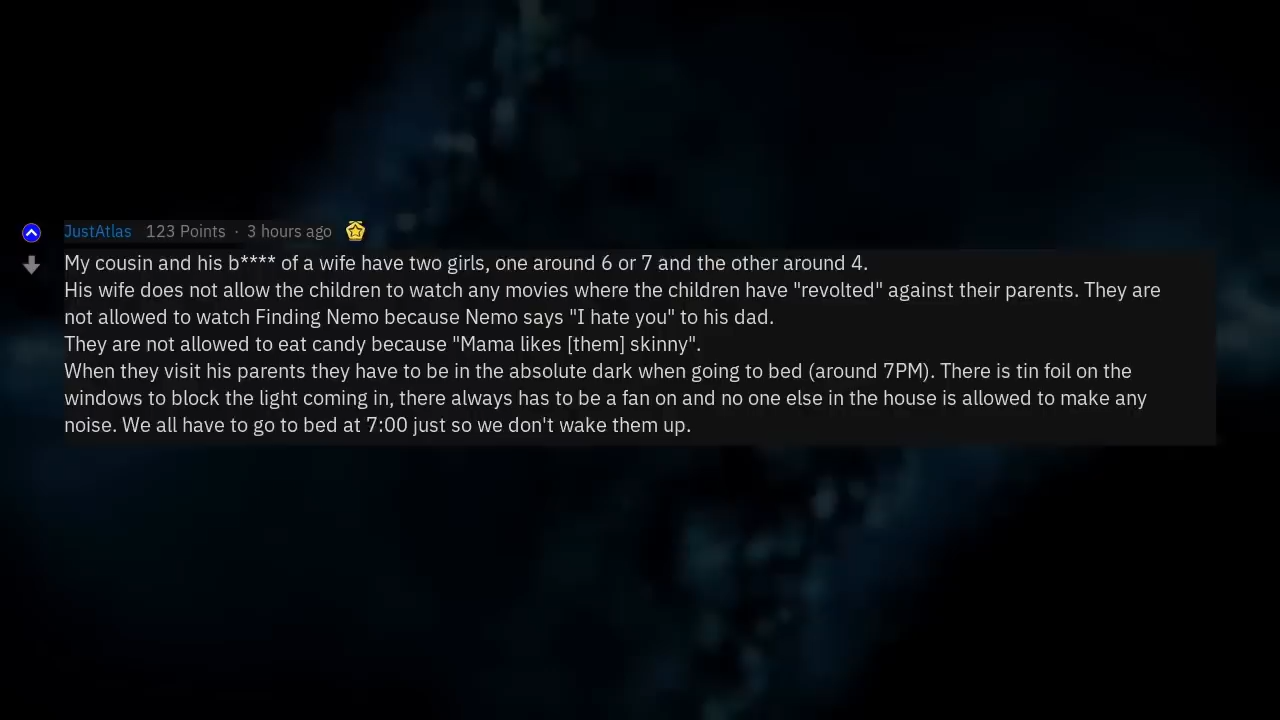 JustAtlas 123 Points · 3 hours ago
My cousin and his b**** of a wife have two girls, one around 6 or 7 and the other around 4.
His wife does not allow the children to watch any movies where the children have "revolted" against their parents. They are
not allowed to watch Finding Nemo because Nemo says "I hate you" to his dad.
They are not allowed to eat candy because "Mama likes [them] skinny".
When they visit his parents they have to be in the absolute dark when going to bed (around 7PM). There is tin foil on the
windows to block the light coming in, there always has to be a fan on and no one else in the house is allowed to make any
noise. We all have to go to bed at 7:00 just so we don't wake them up.